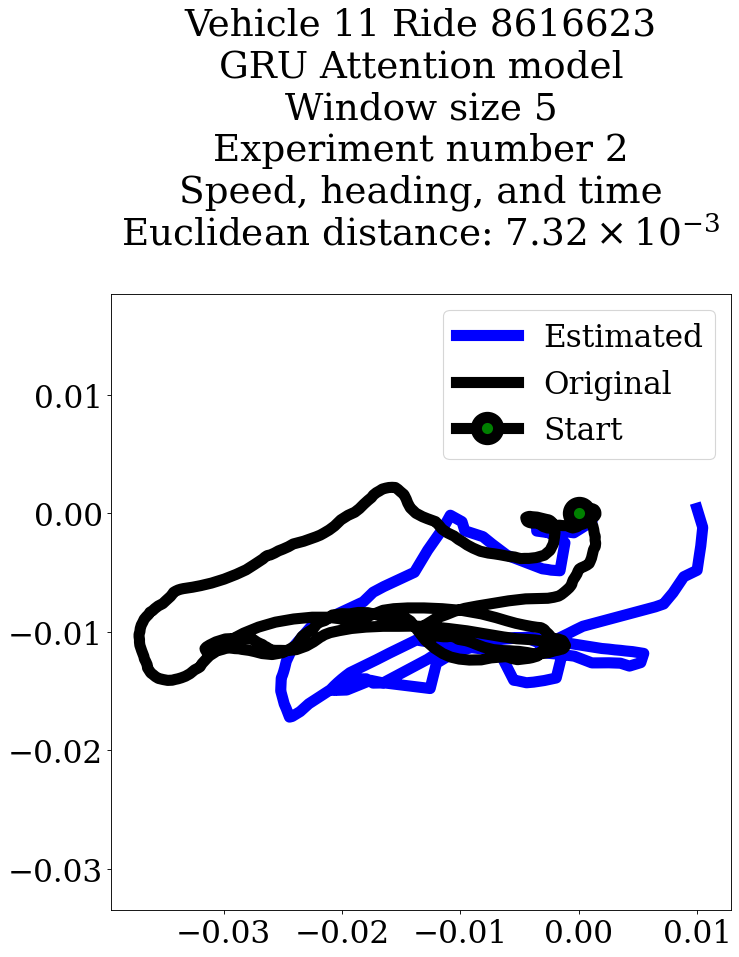 Vehicle 11 Ride 8616623
GRU Attention model
Window size 5
Experiment number 2
Speed, heading, and time
Euclidean distance: 7.32 × 10⁻³
Estimated
Original
Start
0.01
0.00
−0.01
−0.02
−0.03
−0.03 −0.02 −0.01 0.00 0.01